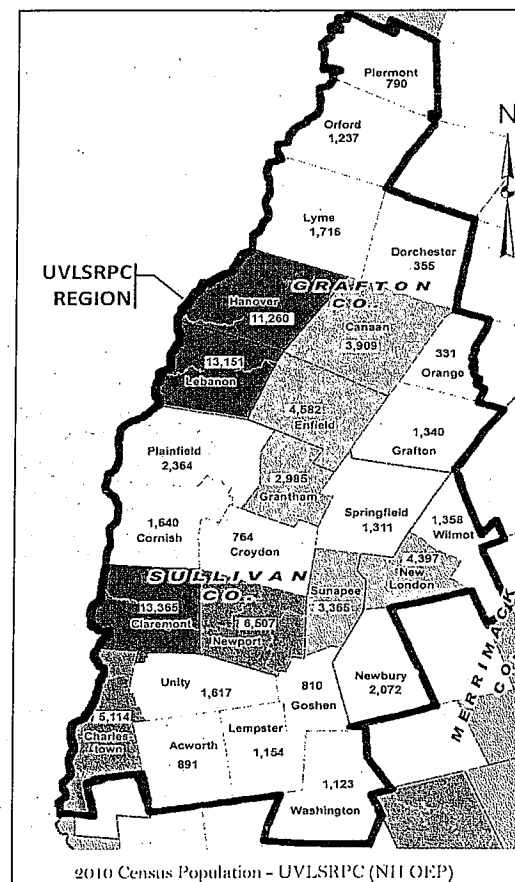 Piermont
790
Orford
1,237
N
Lyme
1,716
Dorchester
355
UVLSRPC
REGION
GRAFTON
CO.
Hanover
11,260
Canaan
3,909
331
Orange
13,151
Lebanon
4,582
Enfield
1,340
Grafton
Plainfield
2,364
2,985
Grantham
Springfield
1,311
1,358
Wilmot
1,640
Cornish
764
Croydon
4,397
New
London
SULLIVAN
CO.
Sunapee
3,365
13,365
Claremont
6,507
Newport
MERRIMACK
CO.
Unity
1,617
810
Goshen
Newbury
2,072
5,114
Charles-
town
Acworth
891
Lempster
1,154
1,123
Washington
2010 Census Population - UVLSRPC (NH OEP)